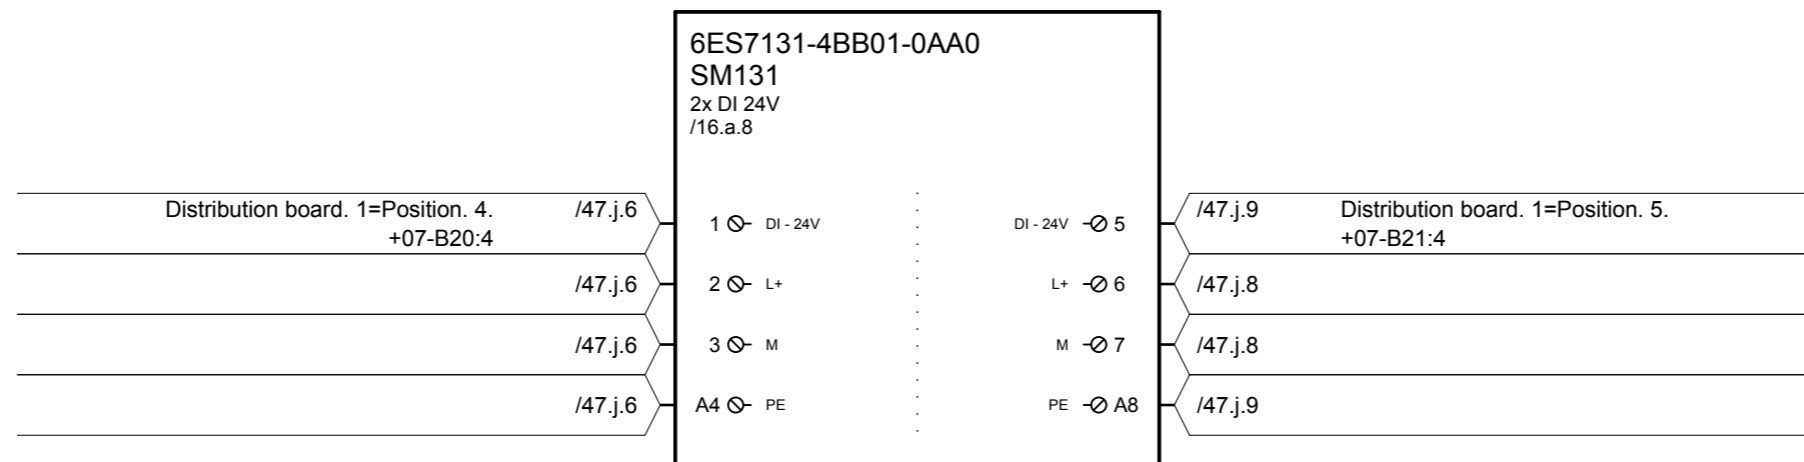 6ES7131-4BB01-0AA0
SM131
2x DI 24V
/16.a.8
Distribution board. 1=Position. 4. /47.j.6 1 DI - 24V DI - 24V 5 /47.j.9 Distribution board. 1=Position. 5.
+07-B20:4 +07-B21:4
/47.j.6 2 L+ L+ 6 /47.j.8
/47.j.6 3 M M 7 /47.j.8
/47.j.6 A4 PE PE A8 /47.j.9